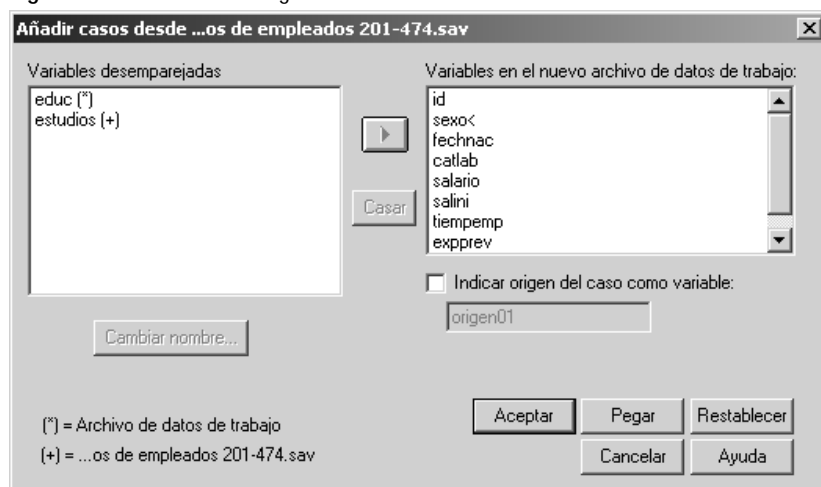 Añadir casos desde ...os de empleados 201-474.sav
Variables desemparejadas
educ (*)
estudios (+)
Casar
Cambiar nombre...
Variables en el nuevo archivo de datos de trabajo:
id
sexo<
fechnac
catlab
salario
salini
tiempemp
expprev
Indicar origen del caso como variable:
origen01
(*) = Archivo de datos de trabajo
(+) = ...os de empleados 201-474.sav
Aceptar
Pegar
Restablecer
Cancelar
Ayuda